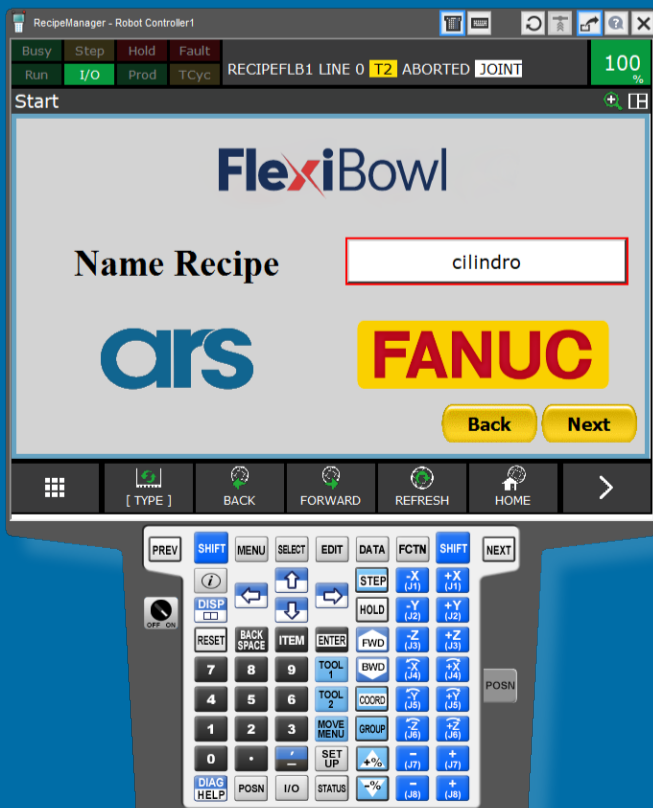 RecipeManager - Robot Controller1
Busy Step Hold Fault
Run I/O Prod TCyc
RECIPEFLB1 LINE 0 T2 ABORTED JOINT
100 %
Start
FlexiBowl
Name Recipe
cilindro
ars
FANUC
Back Next
[ TYPE ] BACK FORWARD REFRESH HOME
PREV SHIFT MENU SELECT EDIT DATA FCTN SHIFT NEXT
i STEP -X (J1) +X (J1)
DISP HOLD -Y (J2) +Y (J2)
OFF ON
RESET BACK SPACE ITEM ENTER FWD -Z (J3) +Z (J3)
7 8 9 TOOL 1 BWD -X (J4) +X (J4)
POSN
4 5 6 TOOL 2 COORD -Y (J5) +Y (J5)
1 2 3 MOVE MENU GROUP -Z (J6) +Z (J6)
0 . SET UP +% - (J7) + (J7)
DIAG HELP POSN I/O STATUS -% - (J8) + (J8)